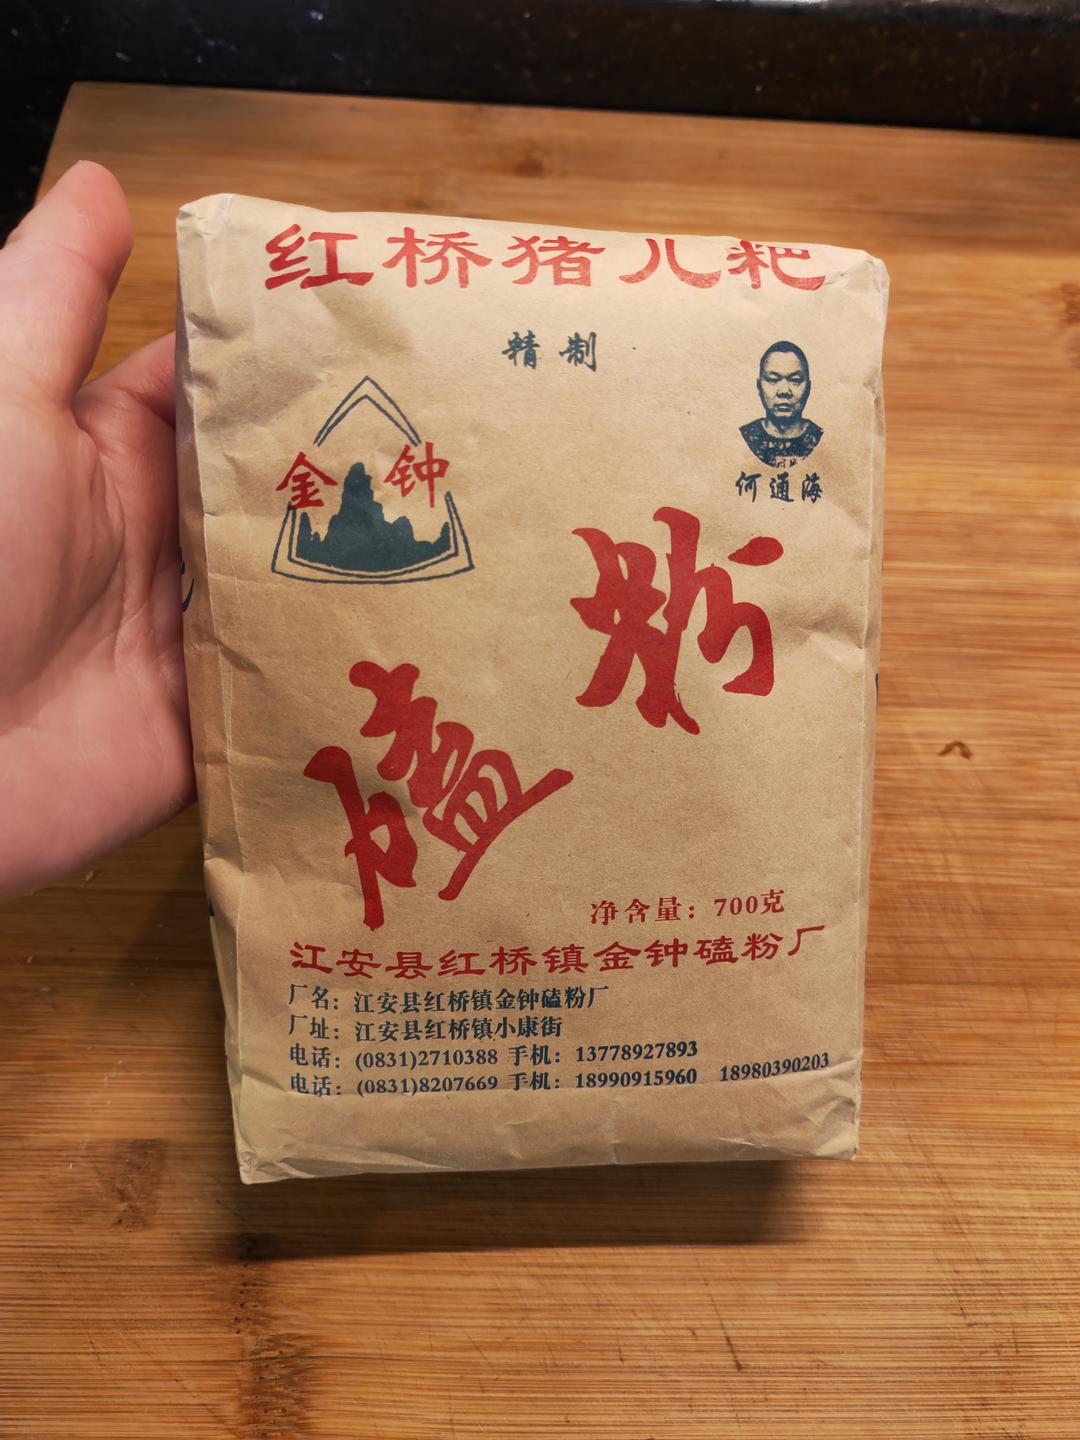 红桥猪儿粑
精制
金钟
何通海
磕粉
净含量：700克
江安县红桥镇金钟磕粉厂
厂名：江安县红桥镇金钟磕粉厂
厂址：江安县红桥镇小康街
电话：(0831)2710388 手机：13778927893
电话：(0831)8207669 手机：18990915960 18980390203